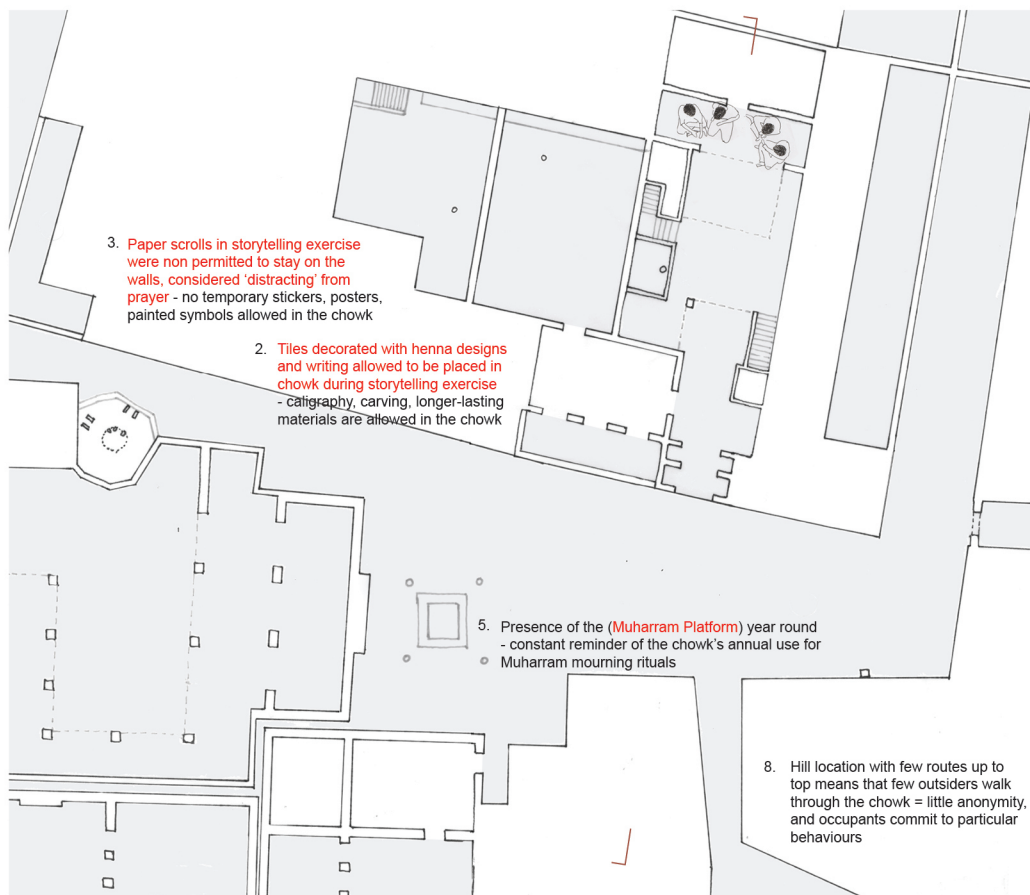 3. Paper scrolls in storytelling exercise
were non permitted to stay on the
walls, considered ‘distracting’ from
prayer - no temporary stickers, posters,
painted symbols allowed in the chowk
2. Tiles decorated with henna designs
and writing allowed to be placed in
chowk during storytelling exercise
- caligraphy, carving, longer-lasting
materials are allowed in the chowk
5. Presence of the (Muharram Platform) year round
- constant reminder of the chowk’s annual use for
Muharram mourning rituals
8. Hill location with few routes up to
top means that few outsiders walk
through the chowk = little anonymity,
and occupants commit to particular
behaviours